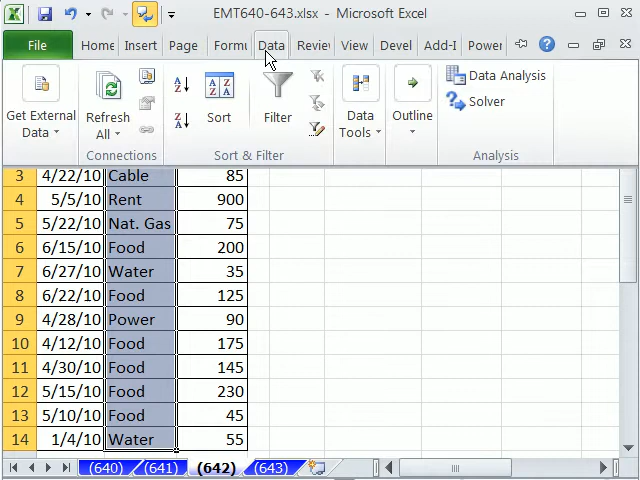 EMT640-643.xlsx - Microsoft Excel
File Home Insert Page Formu Data Review View Devel Add-I Power
Get External Data
Refresh All
Sort
Filter
Data Tools
Outline
Data Analysis
Solver
Connections Sort & Filter Analysis
3 4/22/10 Cable 85
4 5/5/10 Rent 900
5 5/22/10 Nat. Gas 75
6 6/15/10 Food 200
7 6/27/10 Water 35
8 6/22/10 Food 125
9 4/28/10 Power 90
10 4/12/10 Food 175
11 4/30/10 Food 145
12 5/15/10 Food 230
13 5/10/10 Food 45
14 1/4/10 Water 55
(640) (641) (642) (643)